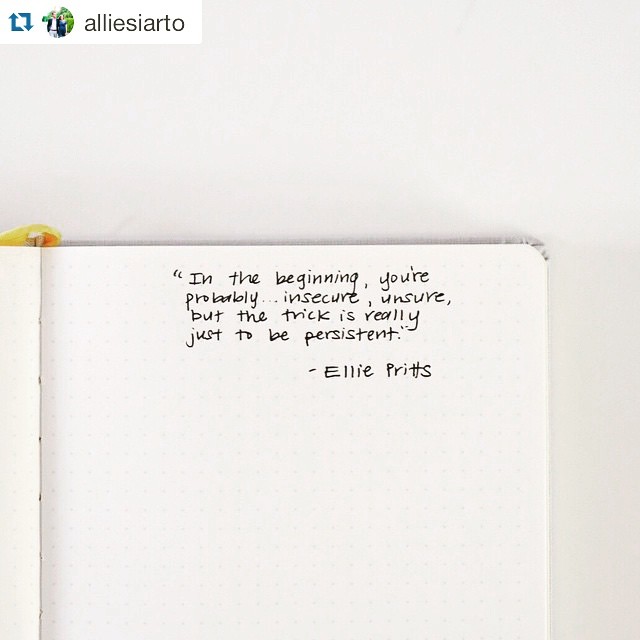 alliesiarto
"In the beginning, you're
probably...insecure, unsure,
but the trick is really
just to be persistent."
- Ellie Pritts